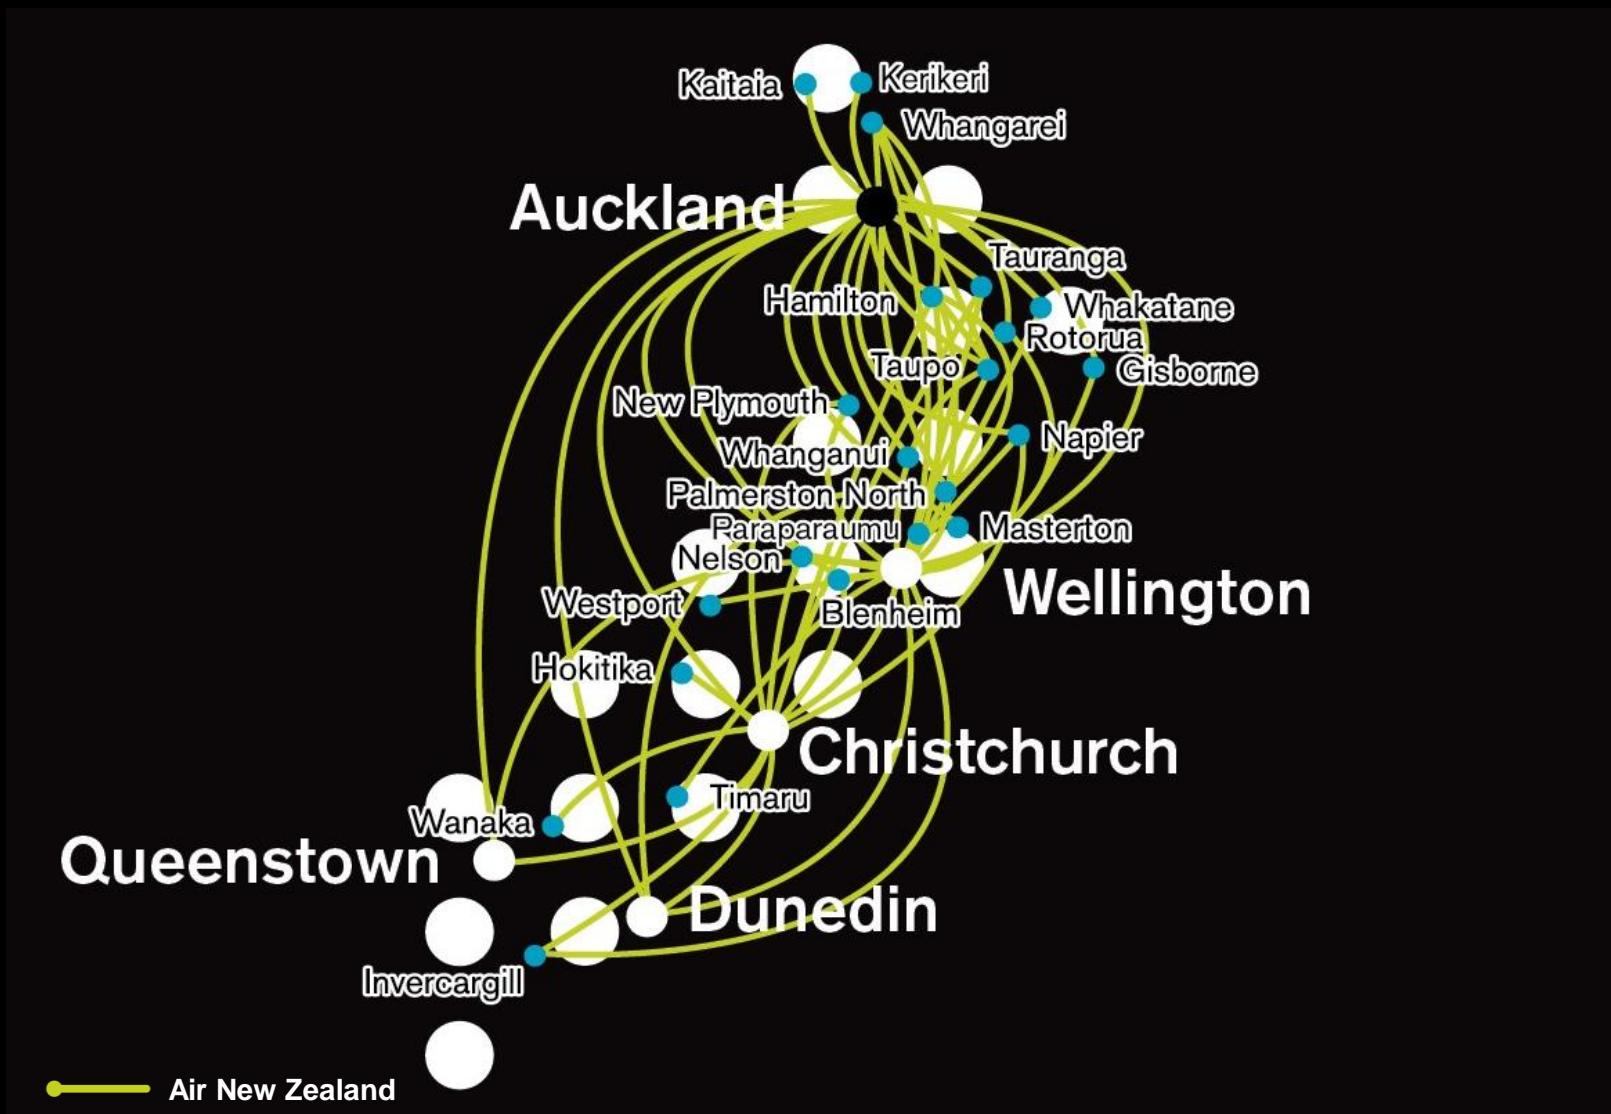 Kaitaia
Kerikeri
Whangarei
Auckland
Tauranga
Hamilton
Whakatane
Rotorua
Taupo
Gisborne
New Plymouth
Napier
Whanganui
Palmerston North
Paraparaumu
Masterton
Nelson
Wellington
Westport
Blenheim
Hokitika
Christchurch
Timaru
Wanaka
Queenstown
Dunedin
Invercargill
Air New Zealand